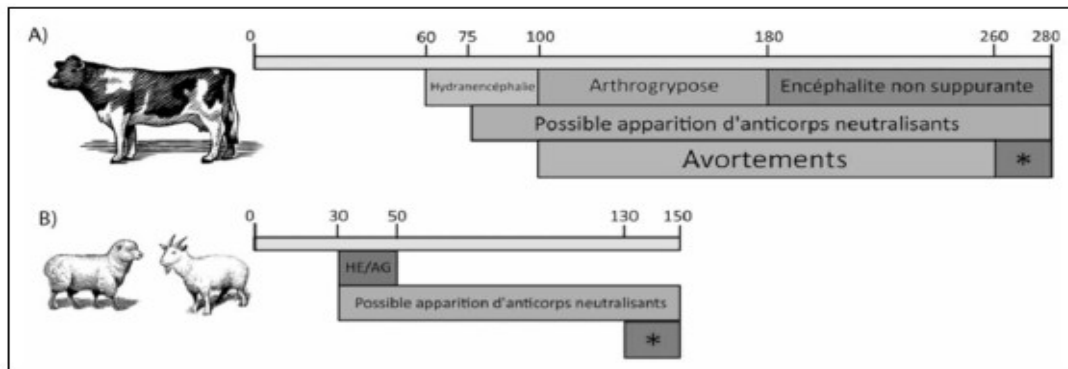 A)
0 60 75 100 180 260 280
Hydranencéphalie Arthrogrypose Encéphalite non suppurante
Possible apparition d'anticorps neutralisants
Avortements *
B)
0 30 50 130 150
HE/AG
Possible apparition d'anticorps neutralisants
*